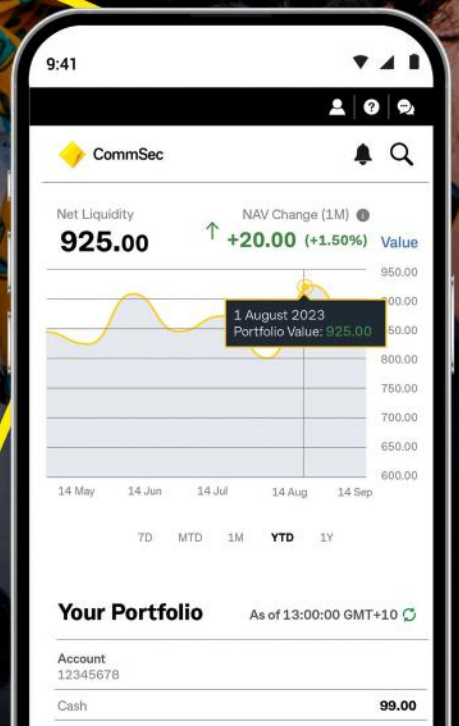 9:41
CommSec
Net Liquidity
925.00
NAV Change (1M)
+20.00 (+1.50%)
Value
950.00
900.00
850.00
800.00
750.00
700.00
650.00
600.00
1 August 2023
Portfolio Value: 925.00
14 May 14 Jun 14 Jul 14 Aug 14 Sep
7D MTD 1M YTD 1Y
Your Portfolio
As of 13:00:00 GMT+10
Account
12345678
Cash 99.00